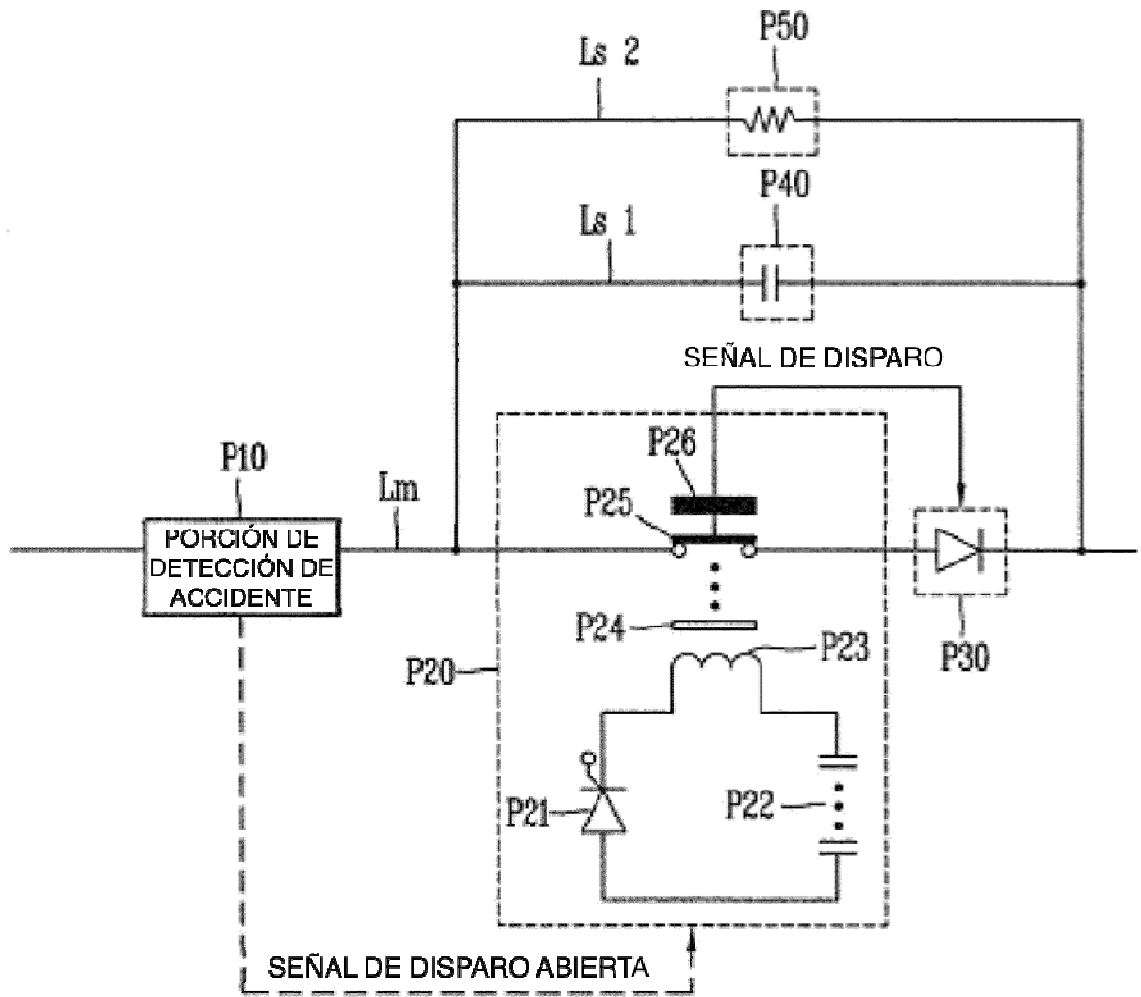 P50
Ls 2
P40
Ls 1
SEÑAL DE DISPARO
P10
Lm
P26
P25
PORCIÓN DE
DETECCIÓN DE
ACCIDENTE
P24
P23
P20
P30
P21
P22
SEÑAL DE DISPARO ABIERTA